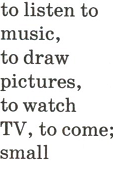 to listen to
music,
to draw
pictures,
to watch
TV, to come;
small